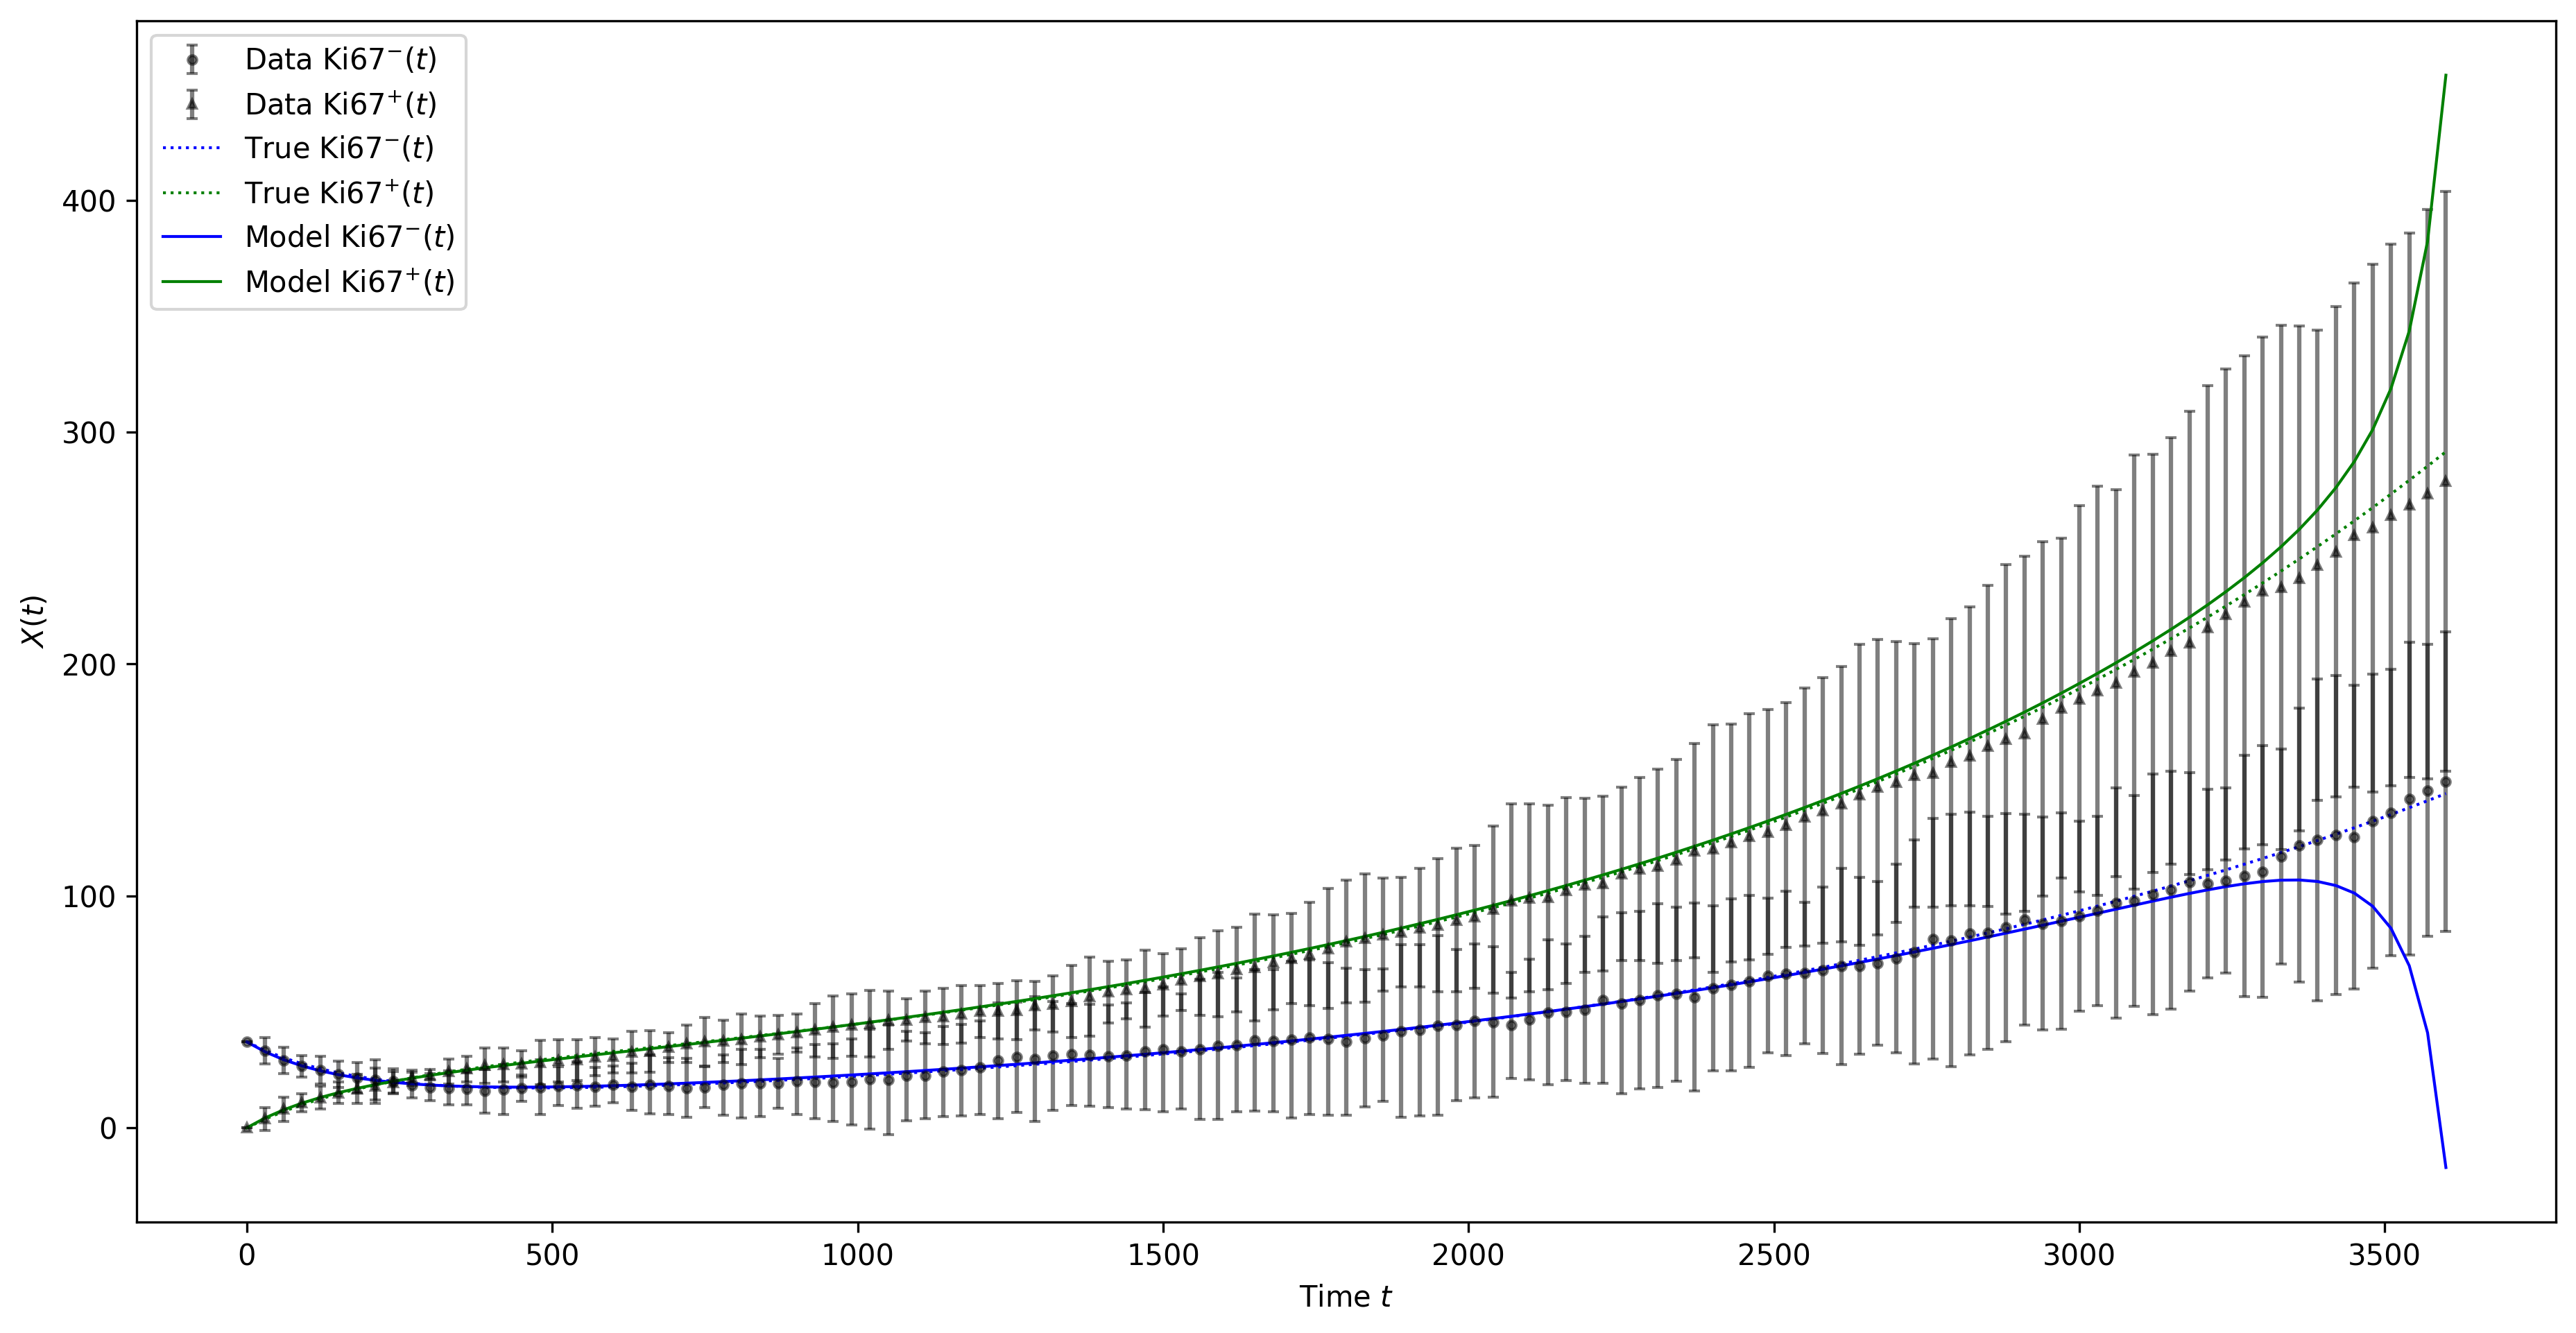 Data Ki67⁻(t)
Data Ki67⁺(t)
True Ki67⁻(t)
True Ki67⁺(t)
Model Ki67⁻(t)
Model Ki67⁺(t)
400
300
200
100
0
X(t)
0 500 1000 1500 2000 2500 3000 3500
Time t